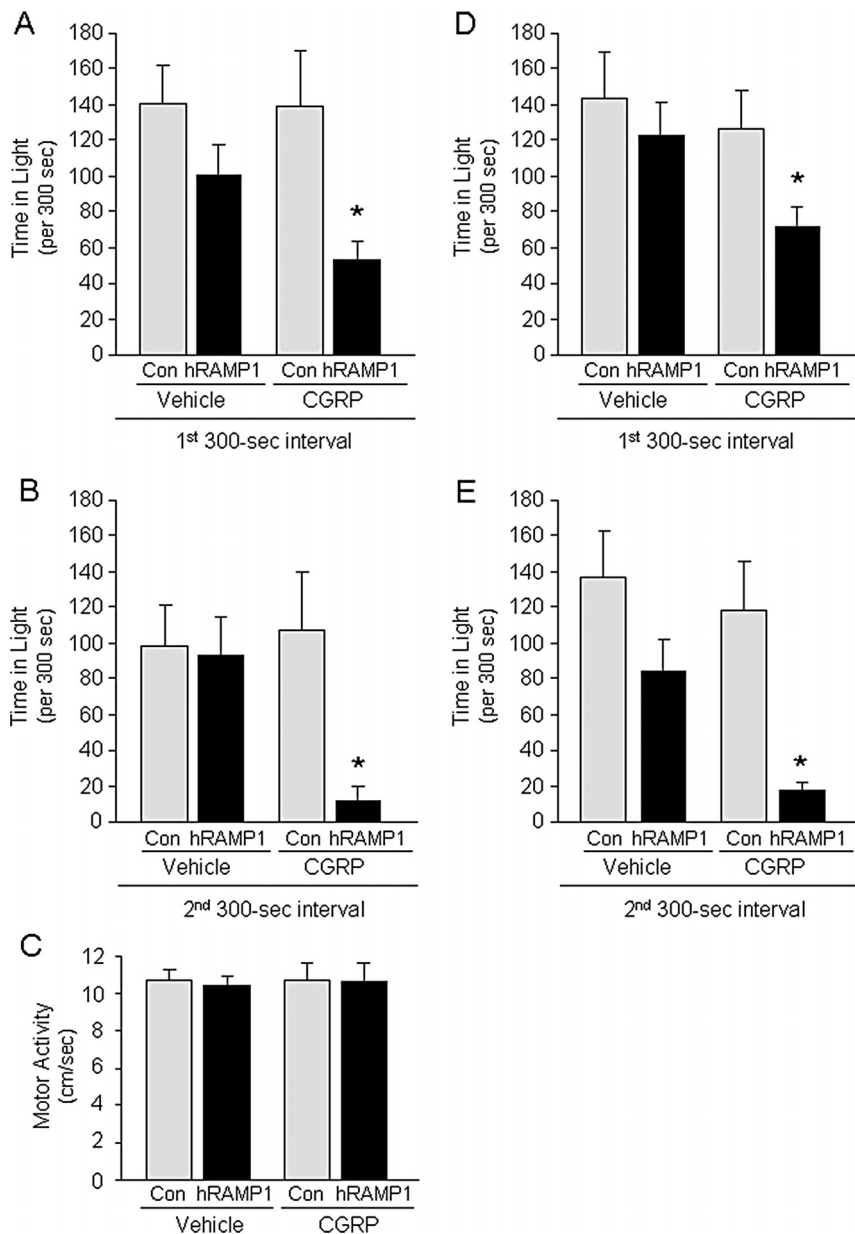 A
Time in Light
(per 300 sec)
180
160
140
120
100
80
60
40
20
0
*
Con hRAMP1 Con hRAMP1
Vehicle CGRP
1st 300-sec interval
D
Time in Light
(per 300 sec)
180
160
140
120
100
80
60
40
20
0
*
Con hRAMP1 Con hRAMP1
Vehicle CGRP
1st 300-sec interval
B
Time in Light
(per 300 sec)
180
160
140
120
100
80
60
40
20
0
*
Con hRAMP1 Con hRAMP1
Vehicle CGRP
2nd 300-sec interval
E
Time in Light
(per 300 sec)
180
160
140
120
100
80
60
40
20
0
*
Con hRAMP1 Con hRAMP1
Vehicle CGRP
2nd 300-sec interval
C
Motor Activity
(cm/sec)
12
10
8
6
4
2
0
Con hRAMP1 Con hRAMP1
Vehicle CGRP